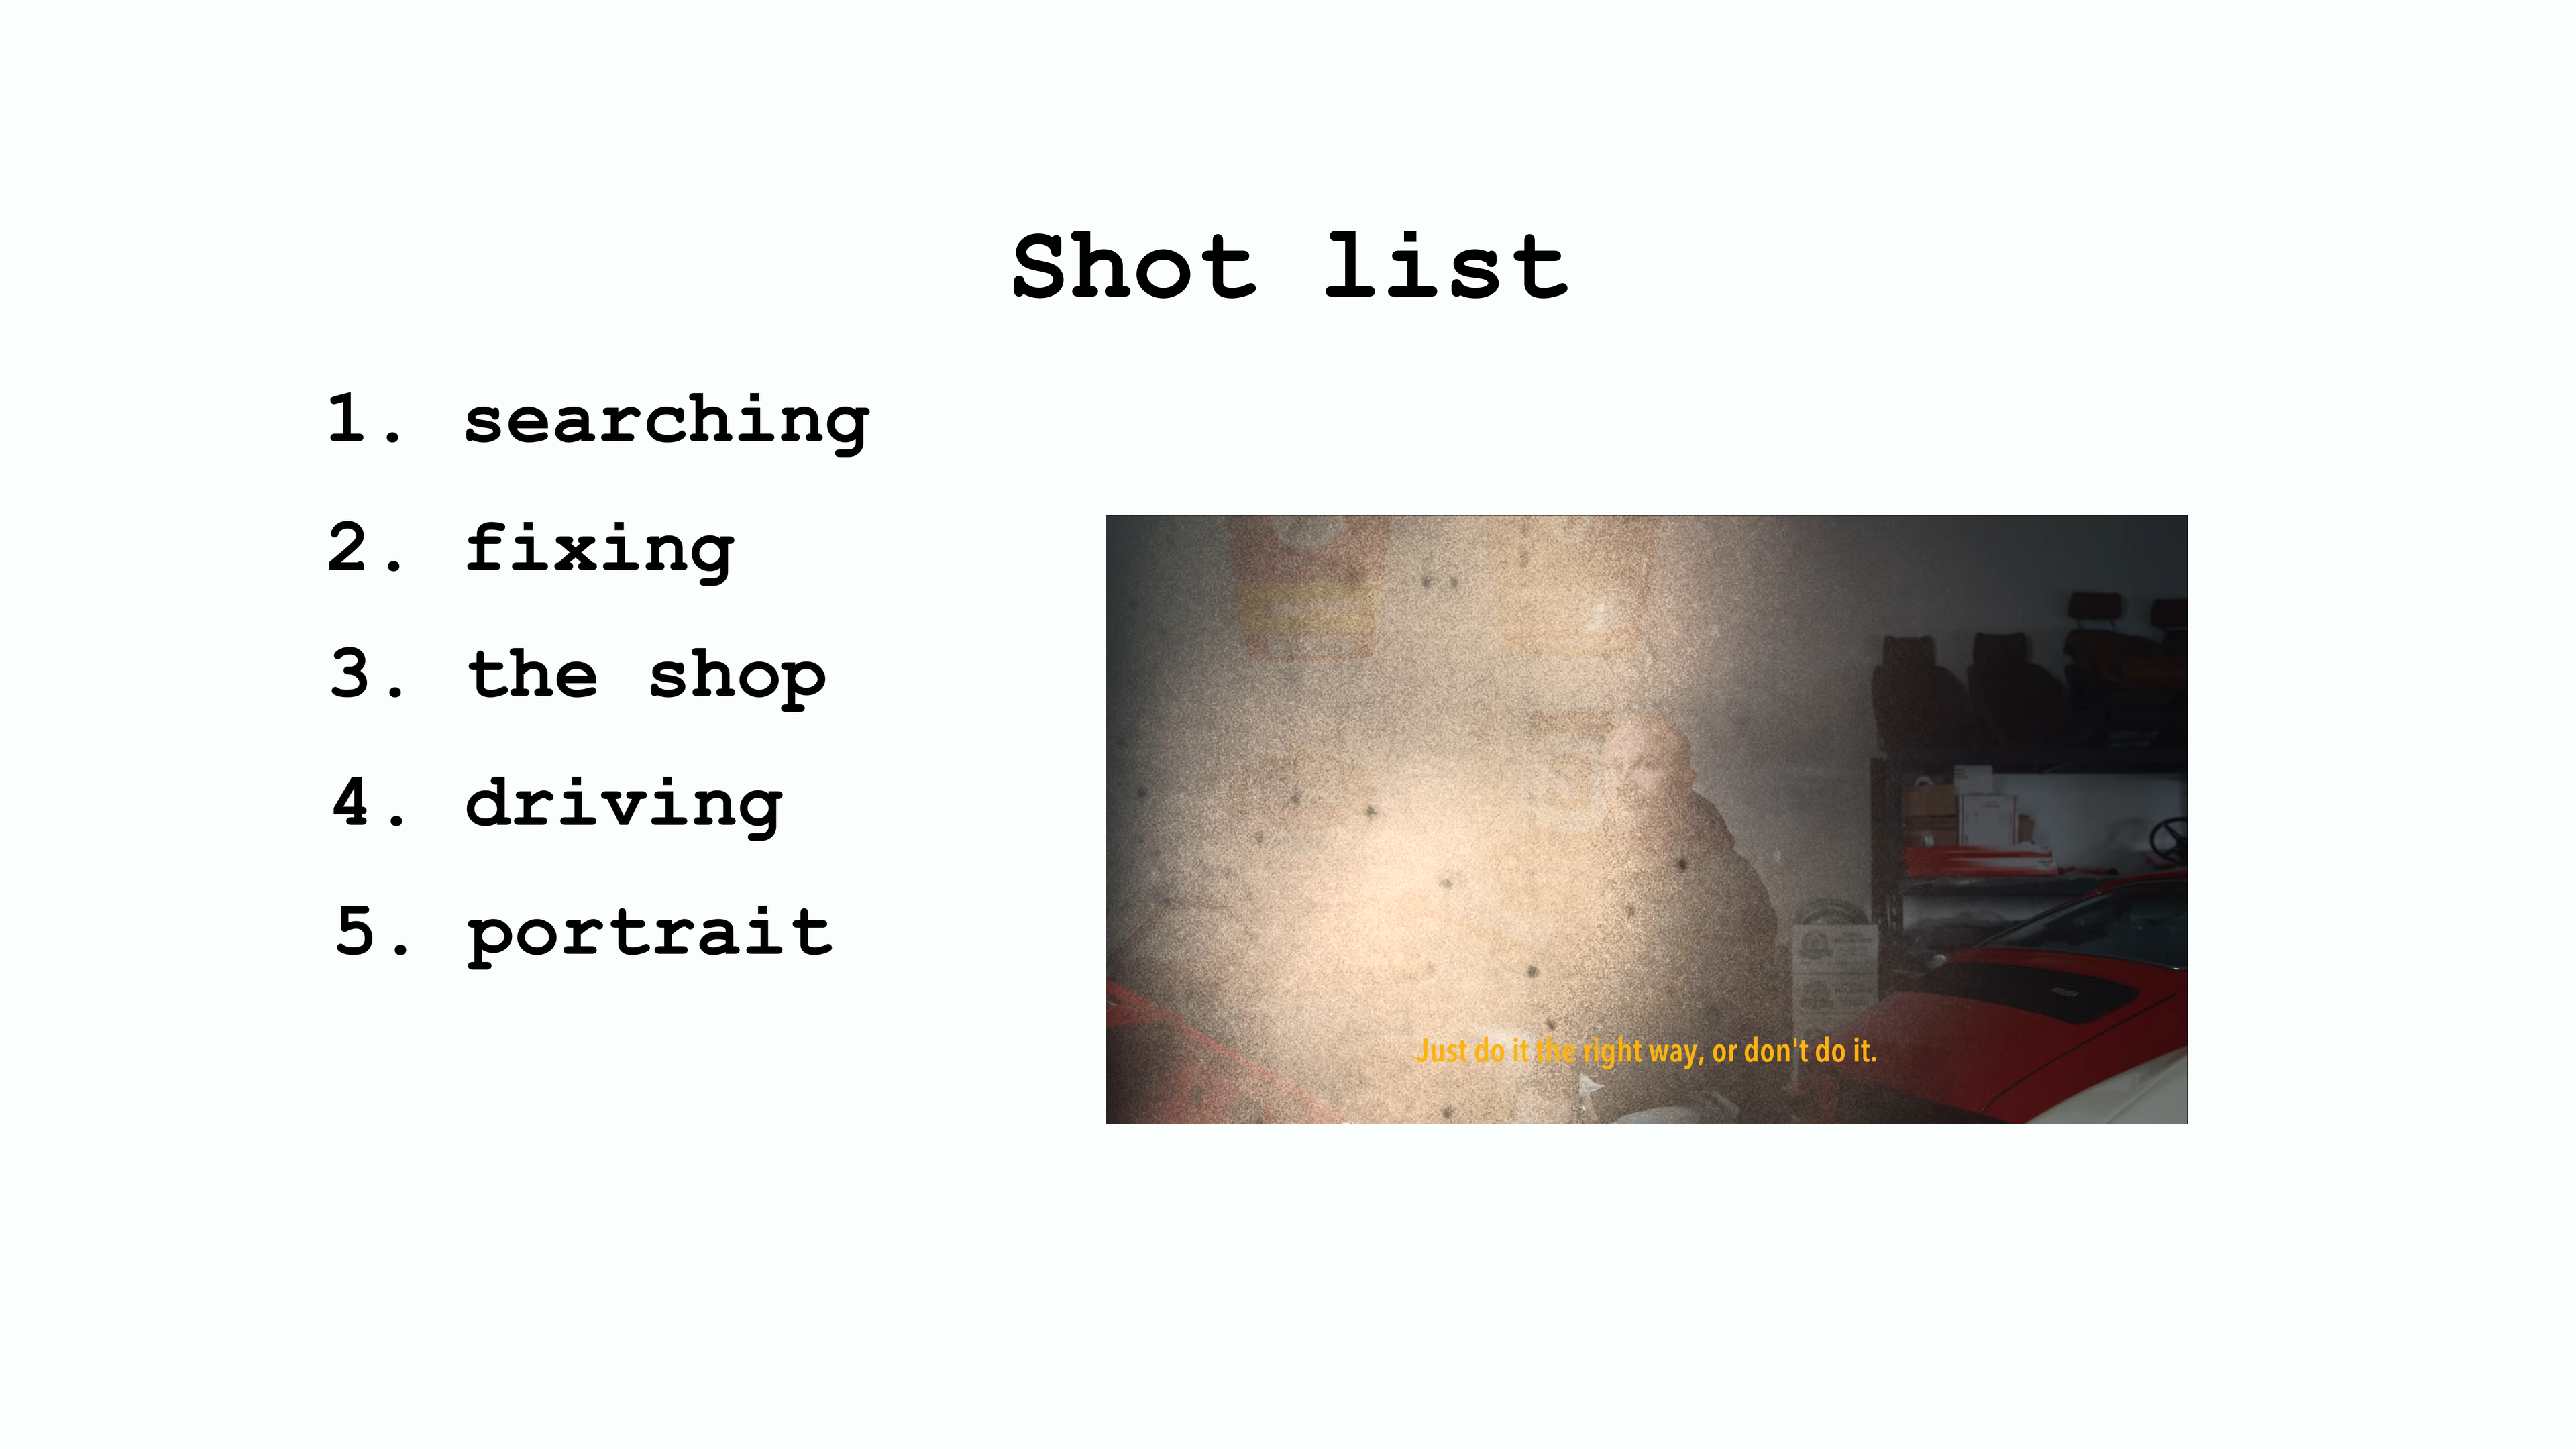 Shot list
1. searching
2. fixing
3. the shop
4. driving
5. portrait
Just do it the right way, or don't do it.